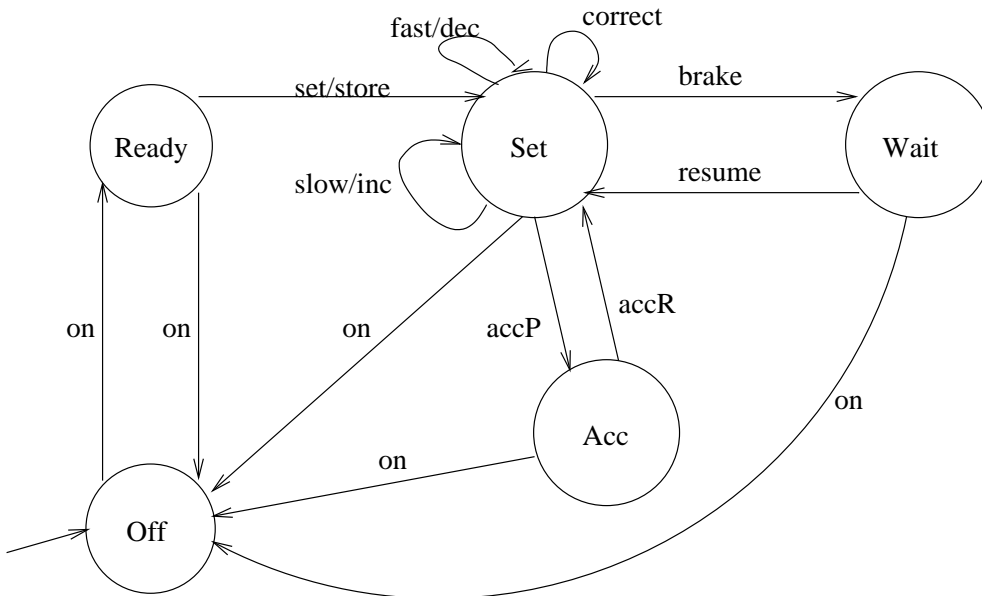 fast/dec
correct
set/store
brake
Ready
Set
Wait
slow/inc
resume
on
on
on
accP
accR
on
Acc
on
Off